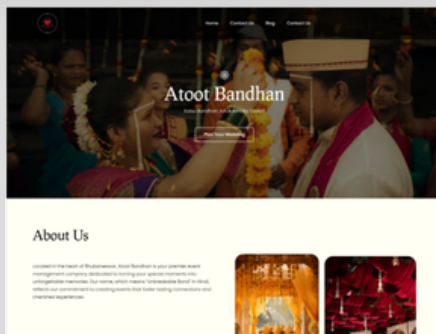 Home Contact Us Blog Contact Us
Atoot Bandhan
Plan Your Wedding
About Us
Located in the heart of Bhubaneswar, Atoot Bandhan is your premier event
management company dedicated to turning your special moments into
unforgettable memories. Our name, which means "Unbreakable Bond" in Hindi,
reflects our commitment to creating events that foster lasting connections and
cherished experiences.